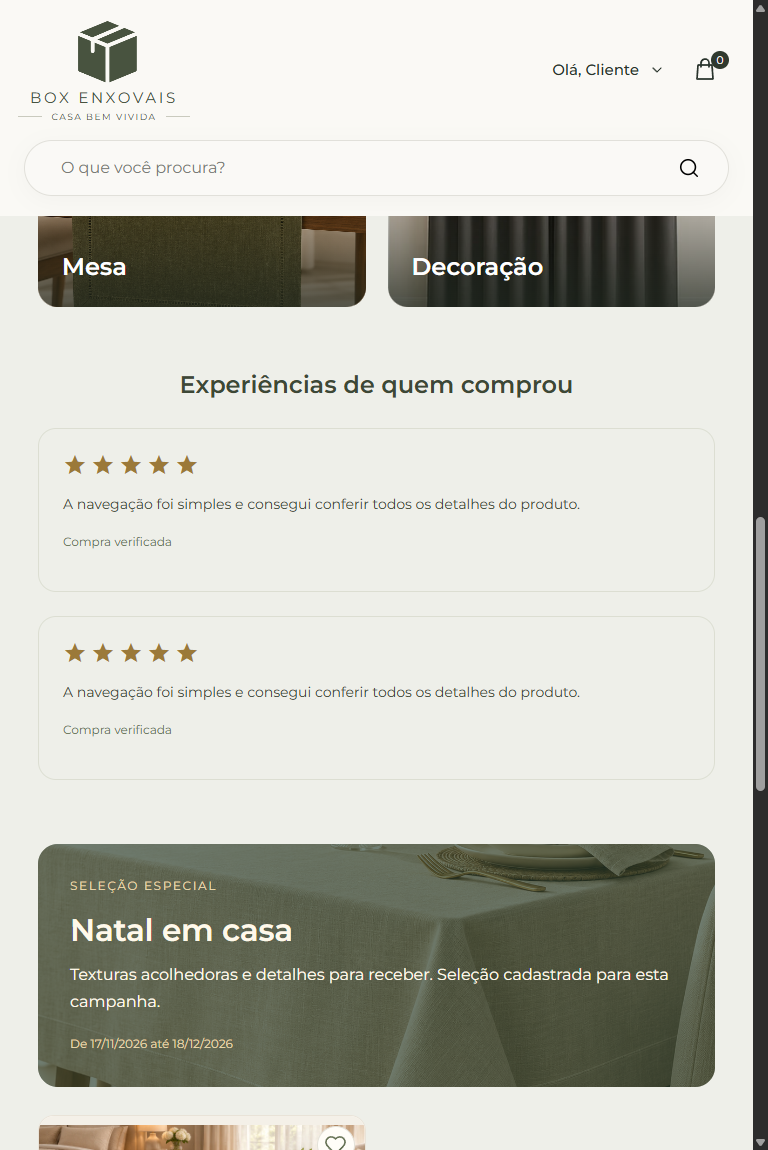 BOX ENXOVAIS
CASA BEM VIVIDA
Olá, Cliente
0
O que você procura?
Mesa
Decoração
Experiências de quem comprou
A navegação foi simples e consegui conferir todos os detalhes do produto.
Compra verificada
A navegação foi simples e consegui conferir todos os detalhes do produto.
Compra verificada
SELEÇÃO ESPECIAL
Natal em casa
Texturas acolhedoras e detalhes para receber. Seleção cadastrada para esta
campanha.
De 17/11/2026 até 18/12/2026